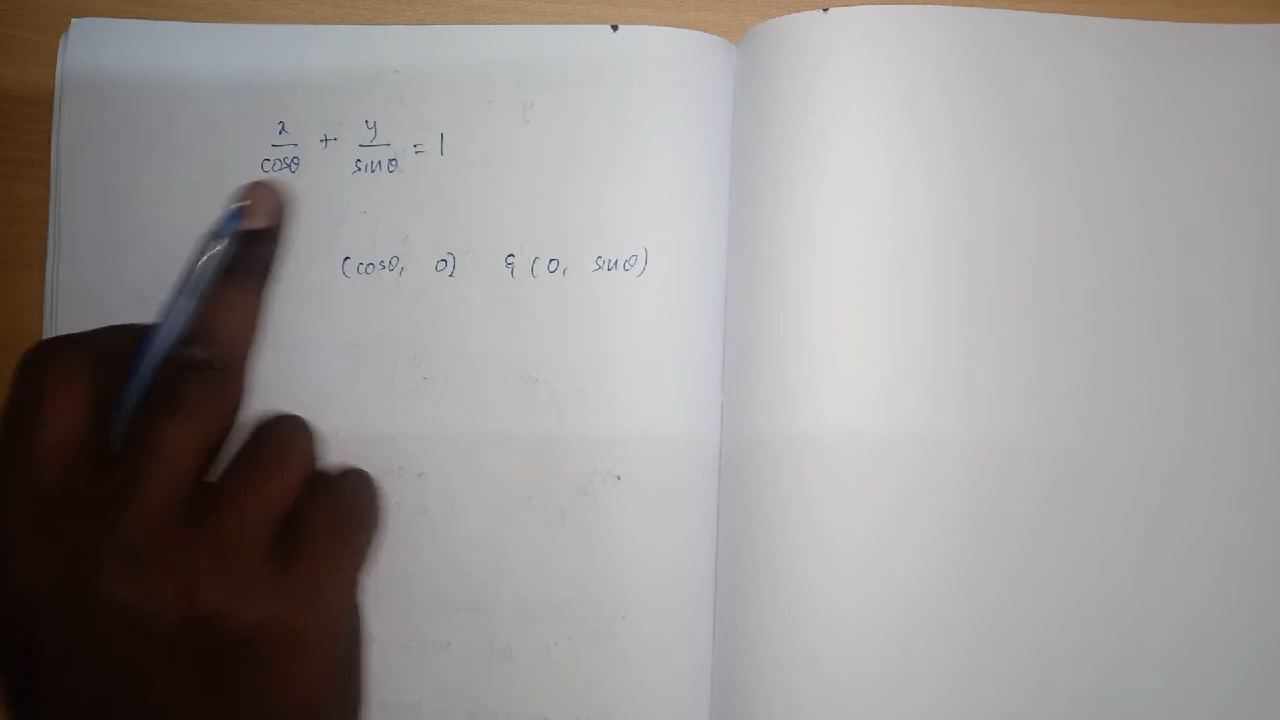 x/cosθ + y/sinθ = 1
(cosθ, 0) & (0, sinθ)